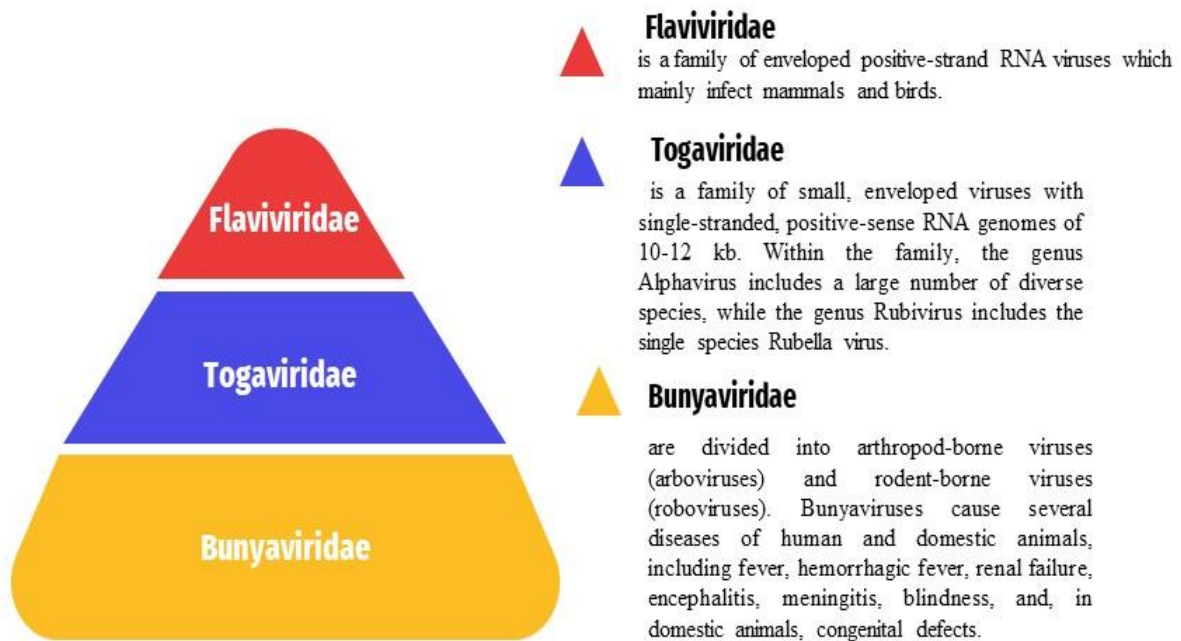 Flaviviridae
Togaviridae
Bunyaviridae
Flaviviridae
is a family of enveloped positive-strand RNA viruses which
mainly infect mammals and birds.
Togaviridae
is a family of small, enveloped viruses with
single-stranded, positive-sense RNA genomes of
10-12 kb. Within the family, the genus
Alphavirus includes a large number of diverse
species, while the genus Rubivirus includes the
single species Rubella virus.
Bunyaviridae
are divided into arthropod-borne viruses
(arboviruses) and rodent-borne viruses
(roboviruses). Bunyaviruses cause several
diseases of human and domestic animals,
including fever, hemorrhagic fever, renal failure,
encephalitis, meningitis, blindness, and, in
domestic animals, congenital defects.